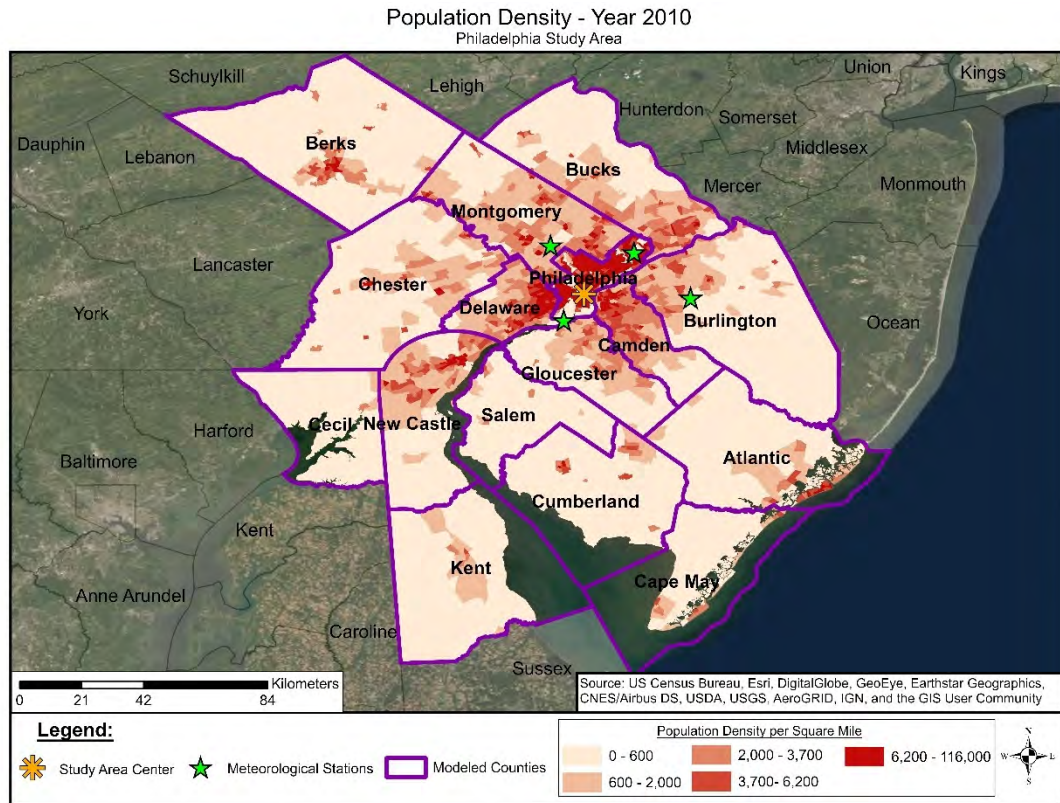 Population Density - Year 2010
Philadelphia Study Area
Schuylkill
Lehigh
Union
Kings
Hunterdon
Somerset
Dauphin
Lebanon
Berks
Middlesex
Bucks
Mercer
Monmouth
Montgomery
Lancaster
Chester
Philadelphia
York
Delaware
Burlington
Ocean
Camden
Gloucester
Salem
Cecil
New Castle
Harford
Baltimore
Atlantic
Cumberland
Kent
Kent
Cape May
Anne Arundel
Caroline
Sussex
Kilometers
0 21 42 84
Source: US Census Bureau, Esri, DigitalGlobe, GeoEye, Earthstar Geographics,
CNES/Airbus DS, USDA, USGS, AeroGRID, IGN, and the GIS User Community
Legend:
Study Area Center
Meteorological Stations
Modeled Counties
Population Density per Square Mile
0 - 600
2,000 - 3,700
6,200 - 116,000
600 - 2,000
3,700- 6,200
N
W
E
S